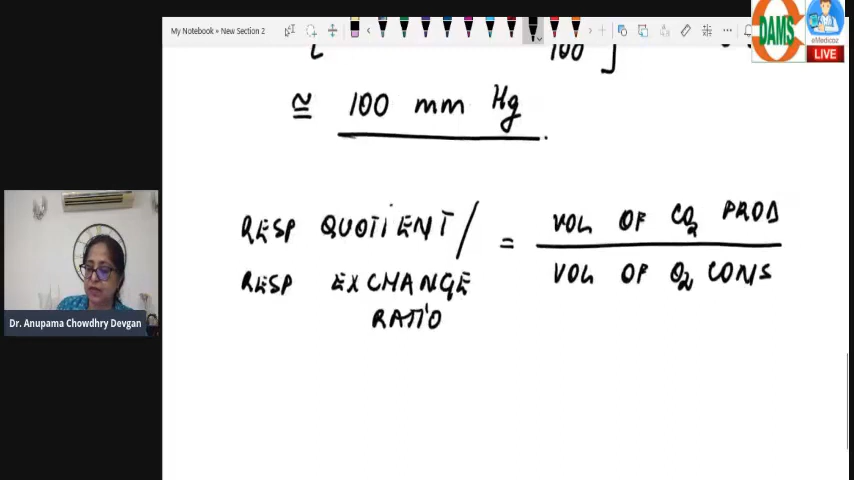 My Notebook » New Section 2
DAMS
eMedicoz
LIVE
100
≅ 100 mm Hg
RESP QUOTIENT/ = VOL OF CO2 PROD
RESP EXCHANGE VOL OF O2 CONS
RATIO
Dr. Anupama Chowdhry Devgan